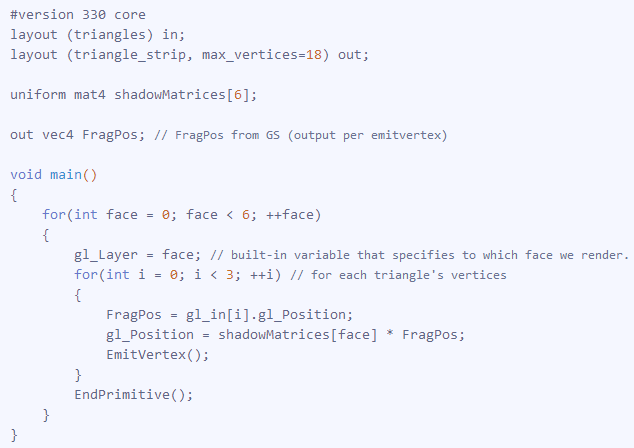 #version 330 core
layout (triangles) in;
layout (triangle_strip, max_vertices=18) out;

uniform mat4 shadowMatrices[6];

out vec4 FragPos; // FragPos from GS (output per emitvertex)

void main()
{
    for(int face = 0; face < 6; ++face)
    {
        gl_Layer = face; // built-in variable that specifies to which face we render.
        for(int i = 0; i < 3; ++i) // for each triangle's vertices
        {
            FragPos = gl_in[i].gl_Position;
            gl_Position = shadowMatrices[face] * FragPos;
            EmitVertex();
        }
        EndPrimitive();
    }
}